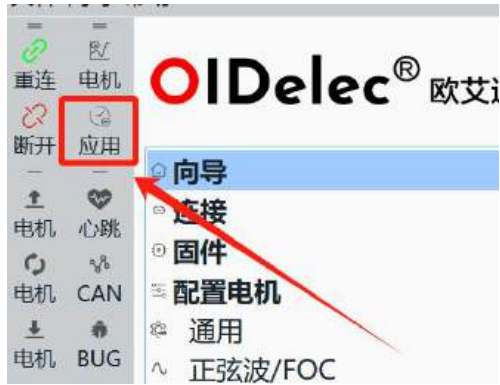 重连 电机
断开 应用
电机 心跳
电机 CAN
电机 BUG
OIDelec® 欧艾
向导
连接
固件
配置电机
通用
正弦波/FOC